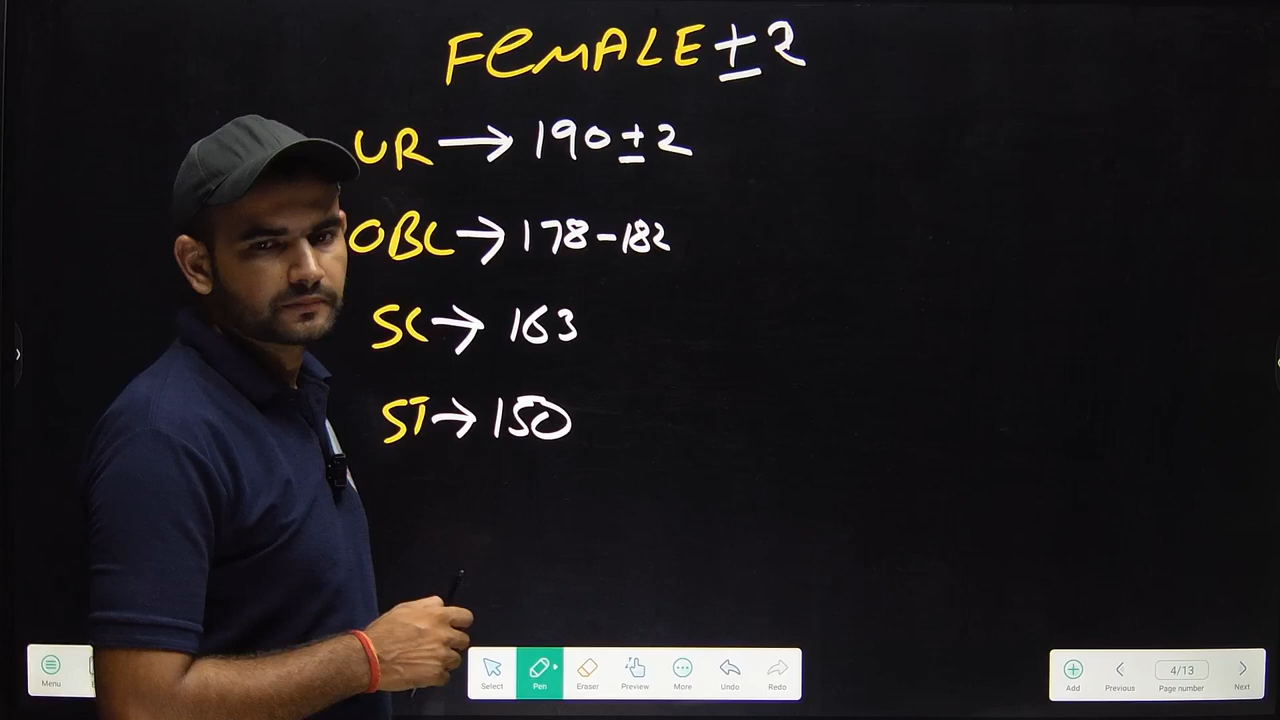 FEMALE ± 2
UR → 190 ± 2
OBC → 178-182
SC → 163
ST → 150
Menu
Select
Pen
Eraser
Preview
More
Undo
Redo
Add
Previous
4/13
Page number
Next